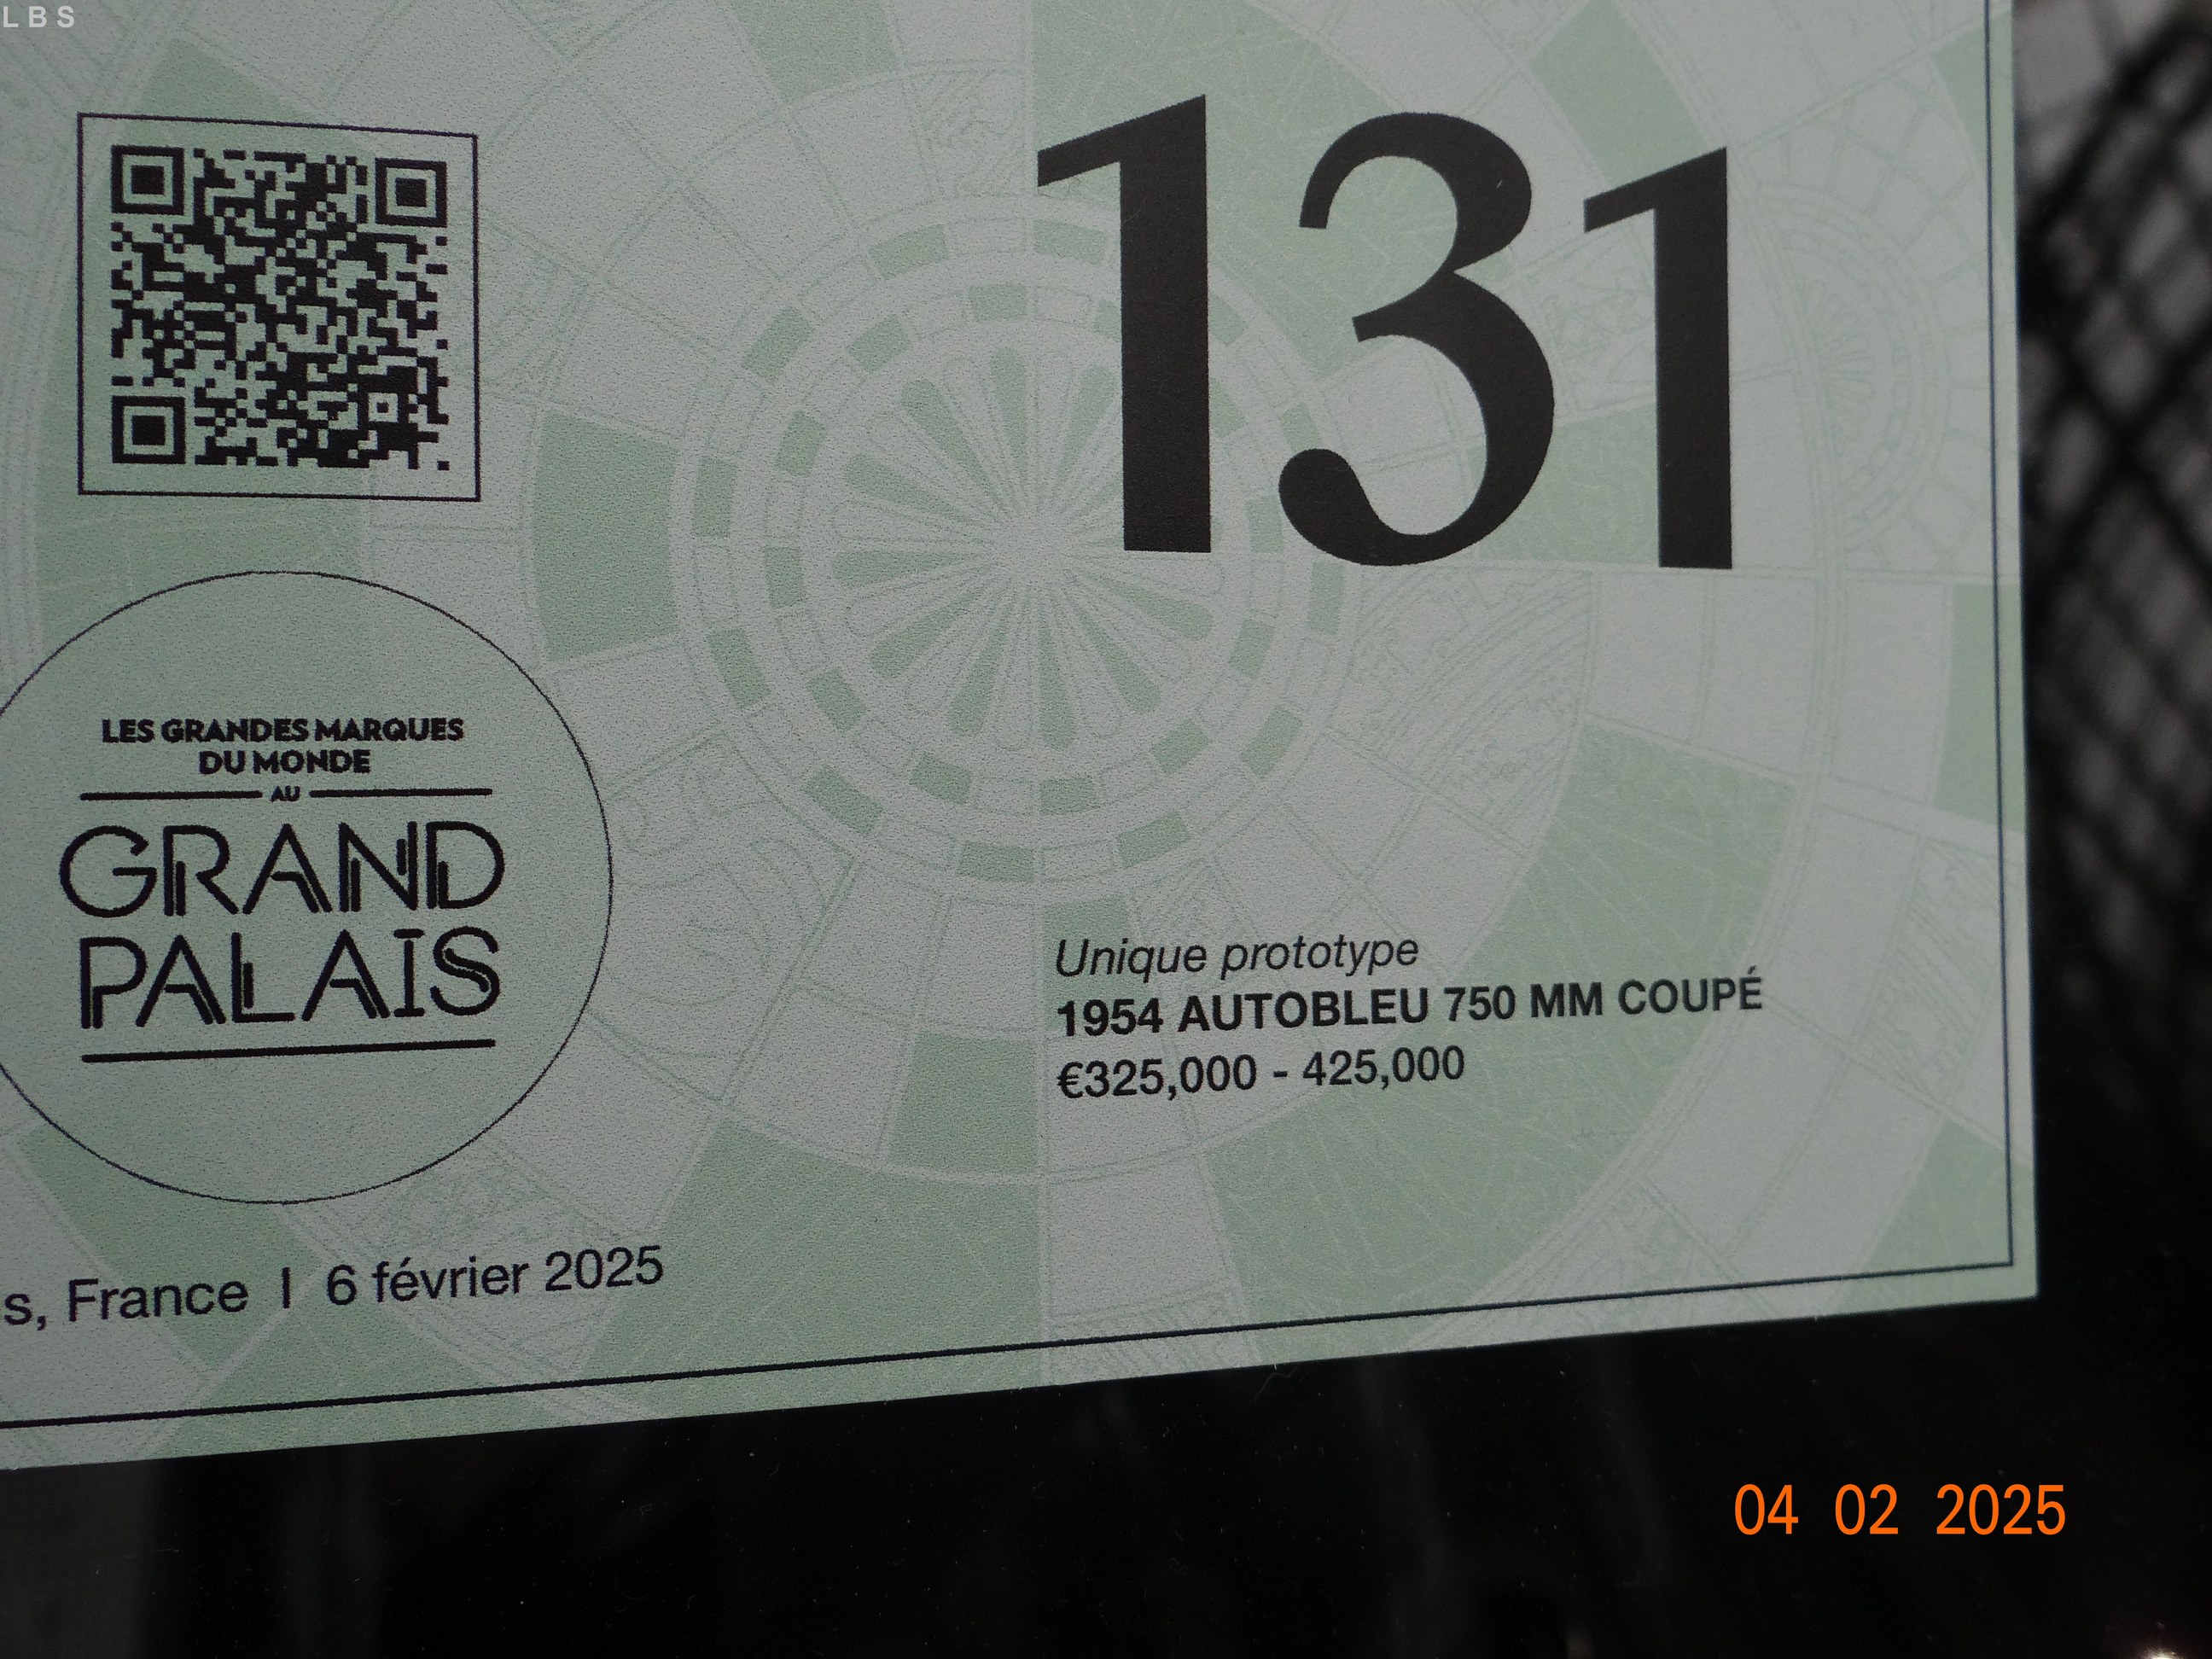 LBS
131
LES GRANDES MARQUES
DU MONDE
AU
GRAND
PALAIS
Unique prototype
1954 AUTOBLEU 750 MM COUPÉ
€325,000 - 425,000
s, France | 6 février 2025
04 02 2025